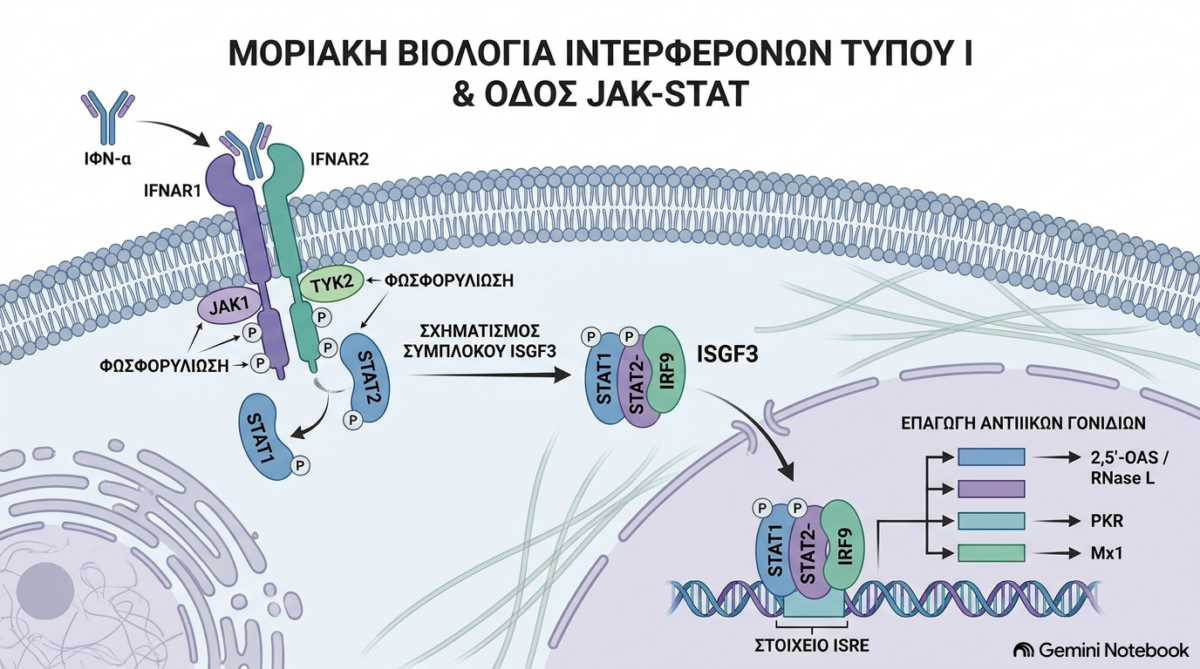 ΜΟΡΙΑΚΗ ΒΙΟΛΟΓΙΑ ΙΝΤΕΡΦΕΡΟΝΩΝ ΤΥΠΟΥ Ι
& ΟΔΟΣ JAK-STAT
ΙΦΝ-α
IFNAR1
IFNAR2
JAK1
TYK2
ΦΩΣΦΟΡΥΛΙΩΣΗ
P
P
P
P
ΦΩΣΦΟΡΥΛΙΩΣΗ
STAT2
P
STAT1
P
ΣΧΗΜΑΤΙΣΜΟΣ
ΣΥΜΠΛΟΚΟΥ ISGF3
P
P
STAT1
STAT2-
IRF9
ISGF3
ΕΠΑΓΩΓΗ ΑΝΤΙΙΙΚΩΝ ΓΟΝΙΔΙΩΝ
2,5'-OAS /
RNase L
PKR
Mx1
P
P
STAT1
STAT2-
IRF9
ΣΤΟΙΧΕΙΟ ISRE
Gemini Notebook